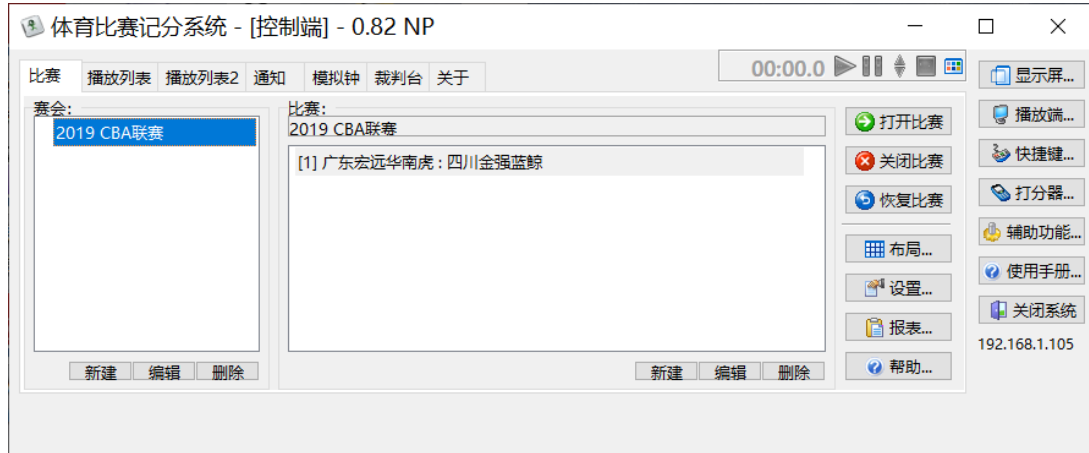 体育比赛记分系统 - [控制端] - 0.82 NP
比赛 播放列表 播放列表2 通知 模拟钟 裁判台 关于
00:00.0
赛会:
2019 CBA联赛
新建 编辑 删除
比赛:
2019 CBA联赛
[1] 广东宏远华南虎 : 四川金强蓝鲸
新建 编辑 删除
打开比赛
关闭比赛
恢复比赛
布局...
设置...
报表...
帮助...
显示屏...
播放端...
快捷键...
打分器...
辅助功能...
使用手册...
关闭系统
192.168.1.105